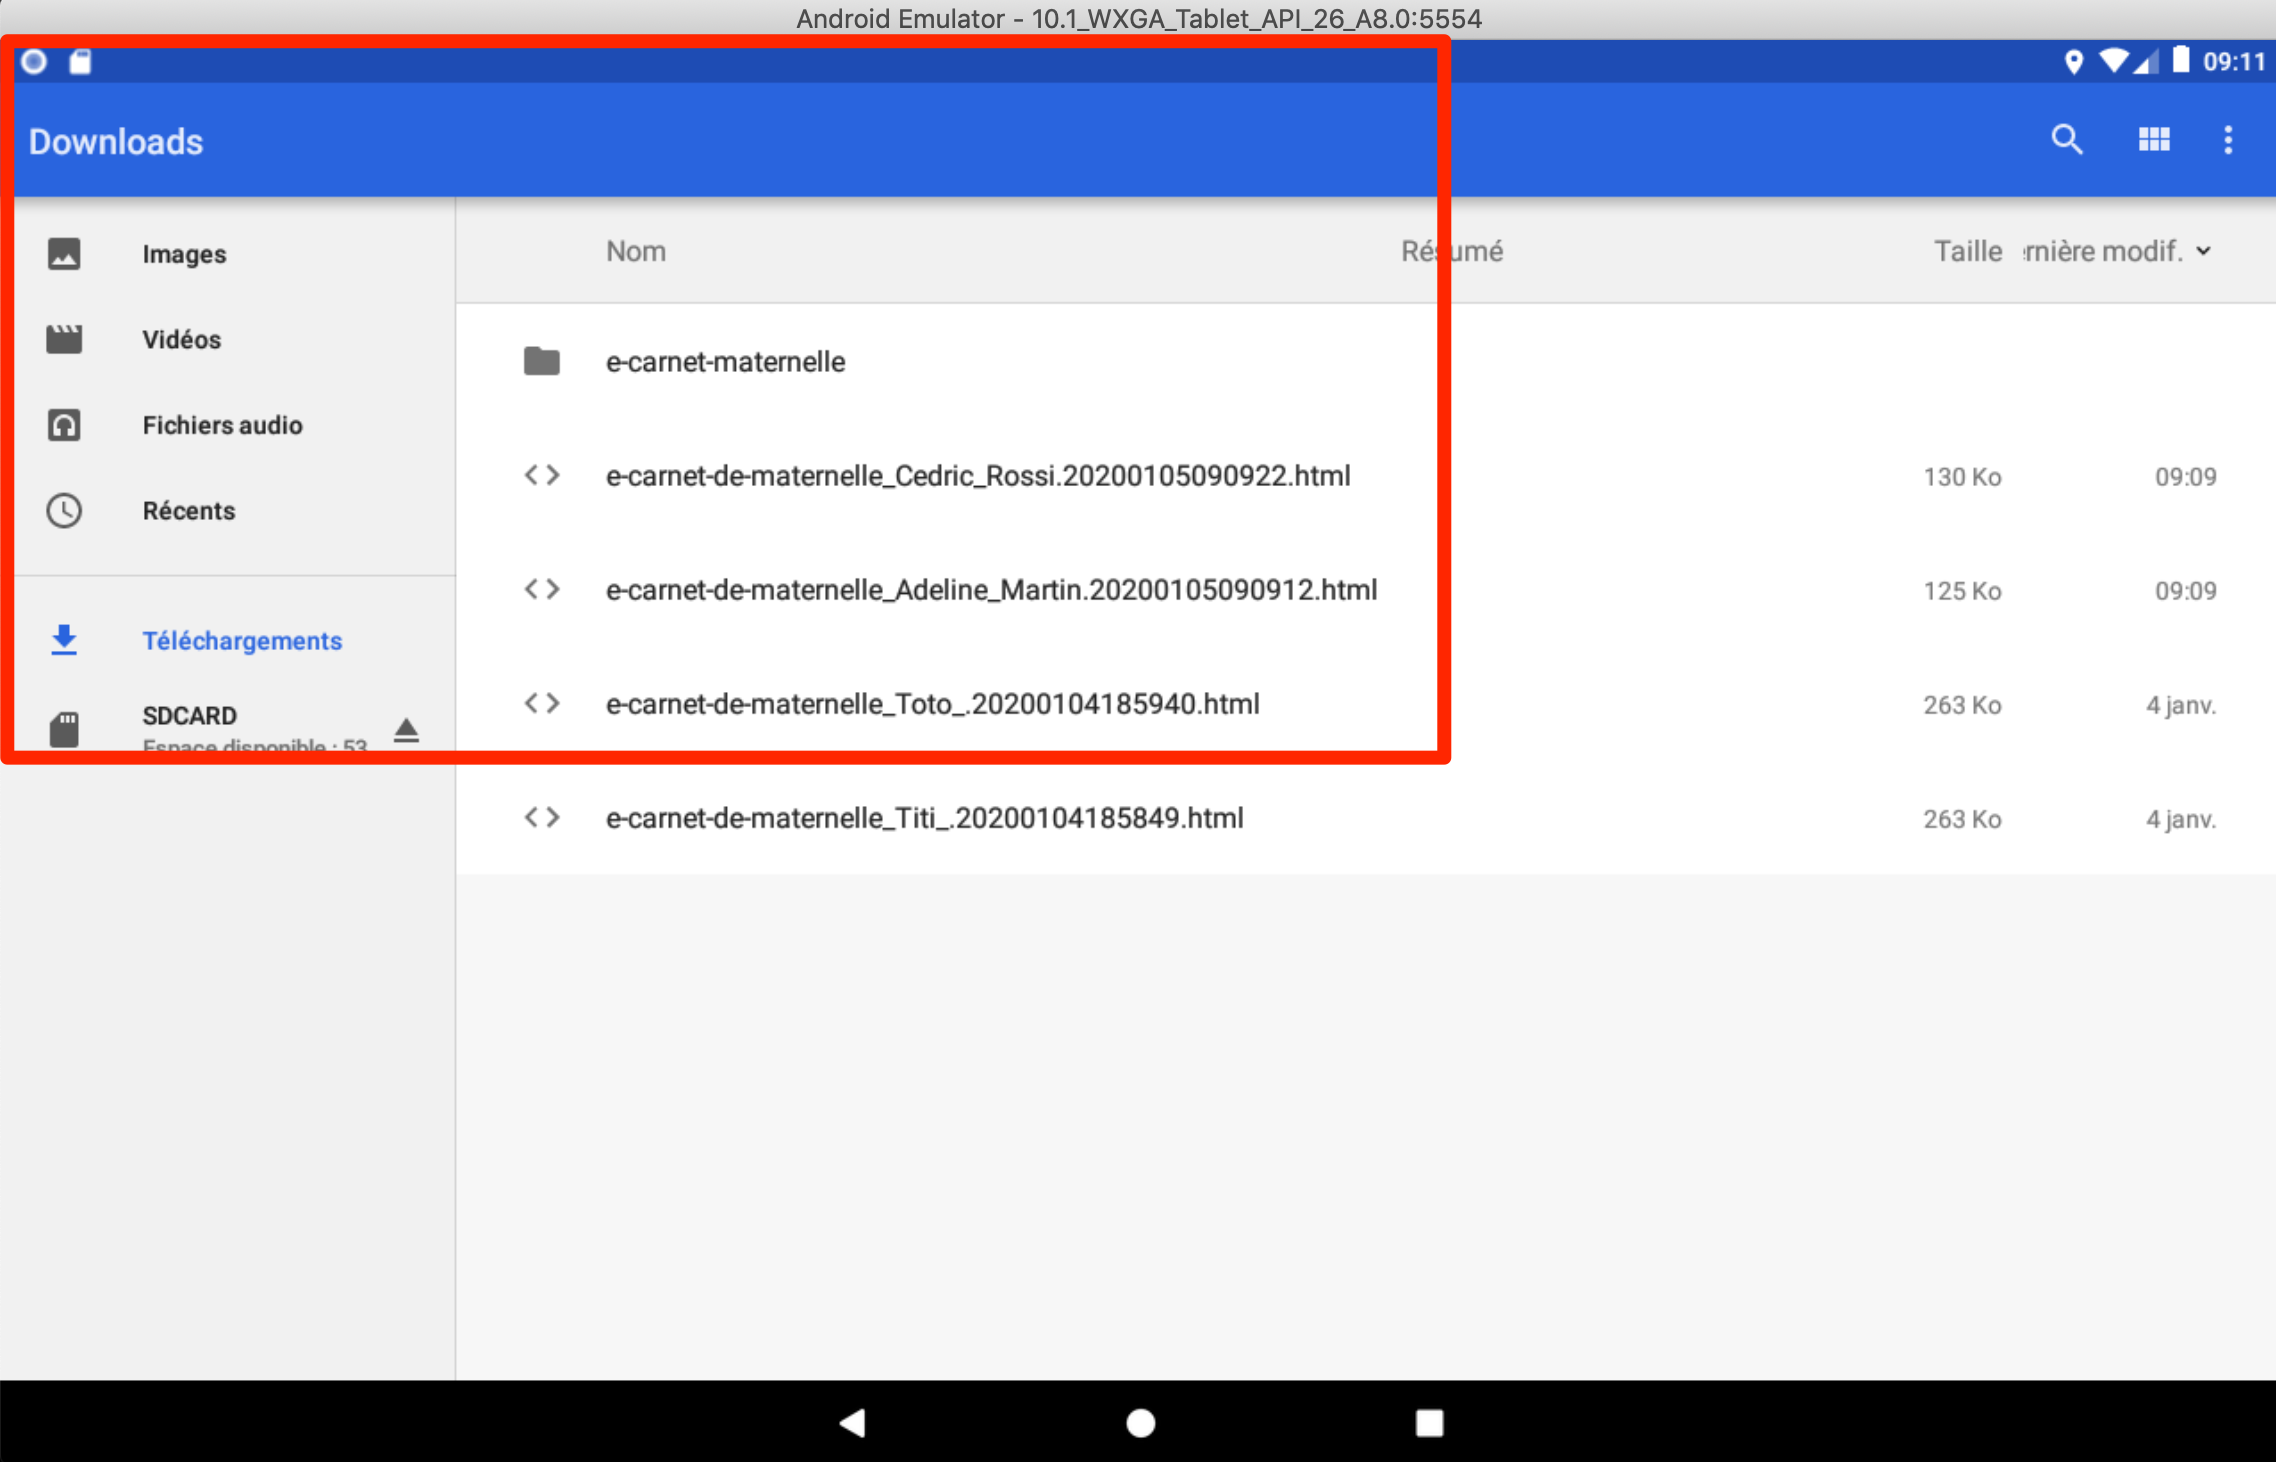 Android Emulator - 10.1_WXGA_Tablet_API_26_A8.0:5554
09:11
Downloads
Images
Vidéos
Fichiers audio
Récents
Téléchargements
SDCARD
Espace disponible : 53
Nom Résumé Taille rnière modif.
e-carnet-maternelle
e-carnet-de-maternelle_Cedric_Rossi.20200105090922.html 130 Ko 09:09
e-carnet-de-maternelle_Adeline_Martin.20200105090912.html 125 Ko 09:09
e-carnet-de-maternelle_Toto_.20200104185940.html 263 Ko 4 janv.
e-carnet-de-maternelle_Titi_.20200104185849.html 263 Ko 4 janv.